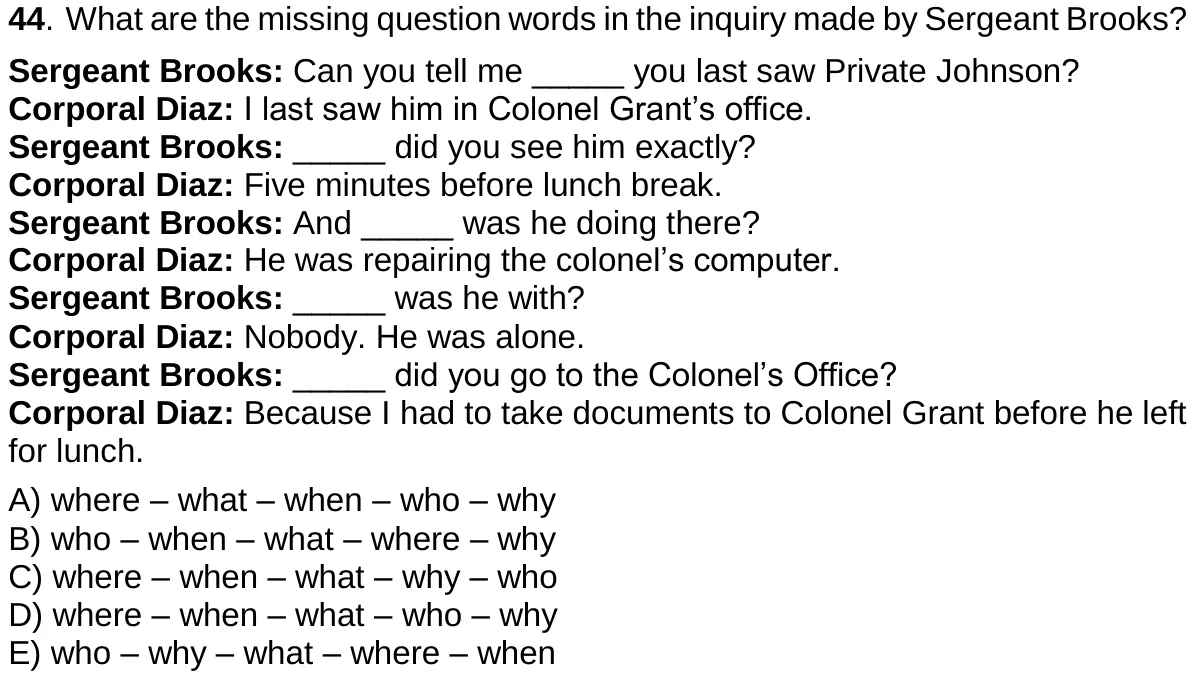 44. What are the missing question words in the inquiry made by Sergeant Brooks?
Sergeant Brooks: Can you tell me _____ you last saw Private Johnson?
Corporal Diaz: I last saw him in Colonel Grant’s office.
Sergeant Brooks: _____ did you see him exactly?
Corporal Diaz: Five minutes before lunch break.
Sergeant Brooks: And _____ was he doing there?
Corporal Diaz: He was repairing the colonel’s computer.
Sergeant Brooks: _____ was he with?
Corporal Diaz: Nobody. He was alone.
Sergeant Brooks: _____ did you go to the Colonel’s Office?
Corporal Diaz: Because I had to take documents to Colonel Grant before he left
for lunch.
A) where – what – when – who – why
B) who – when – what – where – why
C) where – when – what – why – who
D) where – when – what – who – why
E) who – why – what – where – when